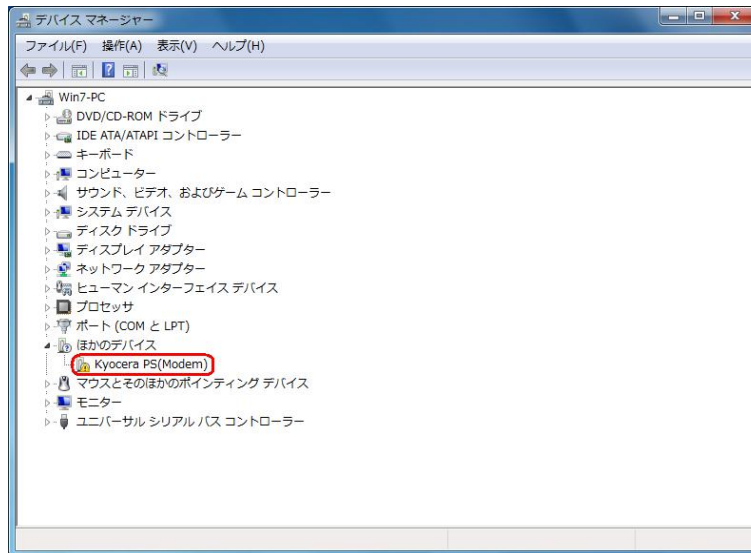 デバイス マネージャー
ファイル(F) 操作(A) 表示(V) ヘルプ(H)
Win7-PC
DVD/CD-ROM ドライブ
IDE ATA/ATAPI コントローラー
キーボード
コンピューター
サウンド、ビデオ、およびゲーム コントローラー
システム デバイス
ディスク ドライブ
ディスプレイ アダプター
ネットワーク アダプター
ヒューマン インターフェイス デバイス
プロセッサ
ポート (COM と LPT)
ほかのデバイス
Kyocera PS(Modem)
マウスとそのほかのポインティング デバイス
モニター
ユニバーサル シリアル バス コントローラー